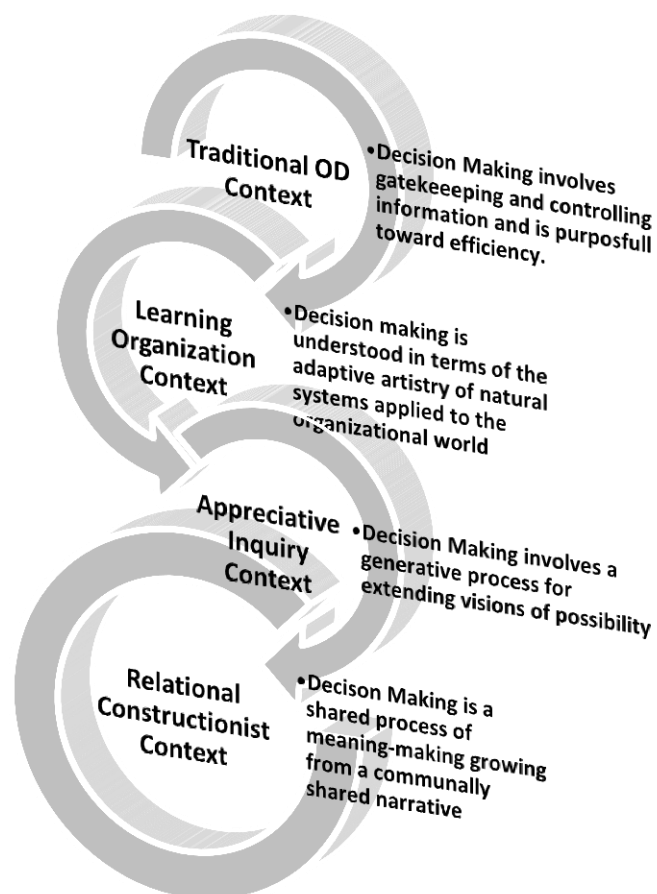 Traditional OD
Context
•Decision Making involves
gatekeeeping and controlling
information and is purposfull
toward efficiency.
Learning
Organization
Context
•Decision making is
understood in terms of the
adaptive artistry of natural
systems applied to the
organizational world
Appreciative
Inquiry
Context
•Decision Making involves a
generative process for
extending visions of possibility
Relational
Constructionist
Context
•Decison Making is a
shared process of
meaning-making growing
from a communally
shared narrative